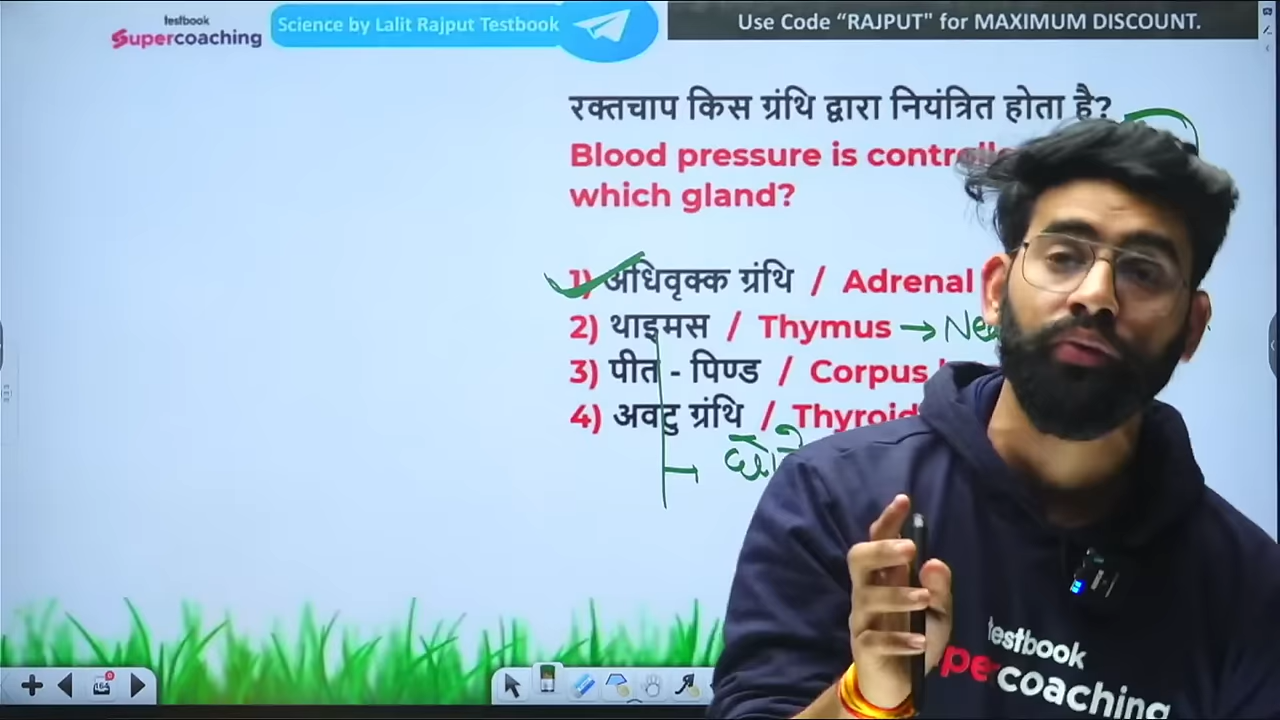 testbook
Supercoaching
Science by Lalit Rajput Testbook
Use Code “RAJPUT" for MAXIMUM DISCOUNT.
रक्तचाप किस ग्रंथि द्वारा नियंत्रित होता है?
Blood pressure is
which gland?
1) अधिवृक्क ग्रंथि / Adrenal
2) थाइमस / Thymus →
3) पीत - पिण्ड / Corpus
4) अवटु ग्रंथि / Thyroid
testbook
coaching